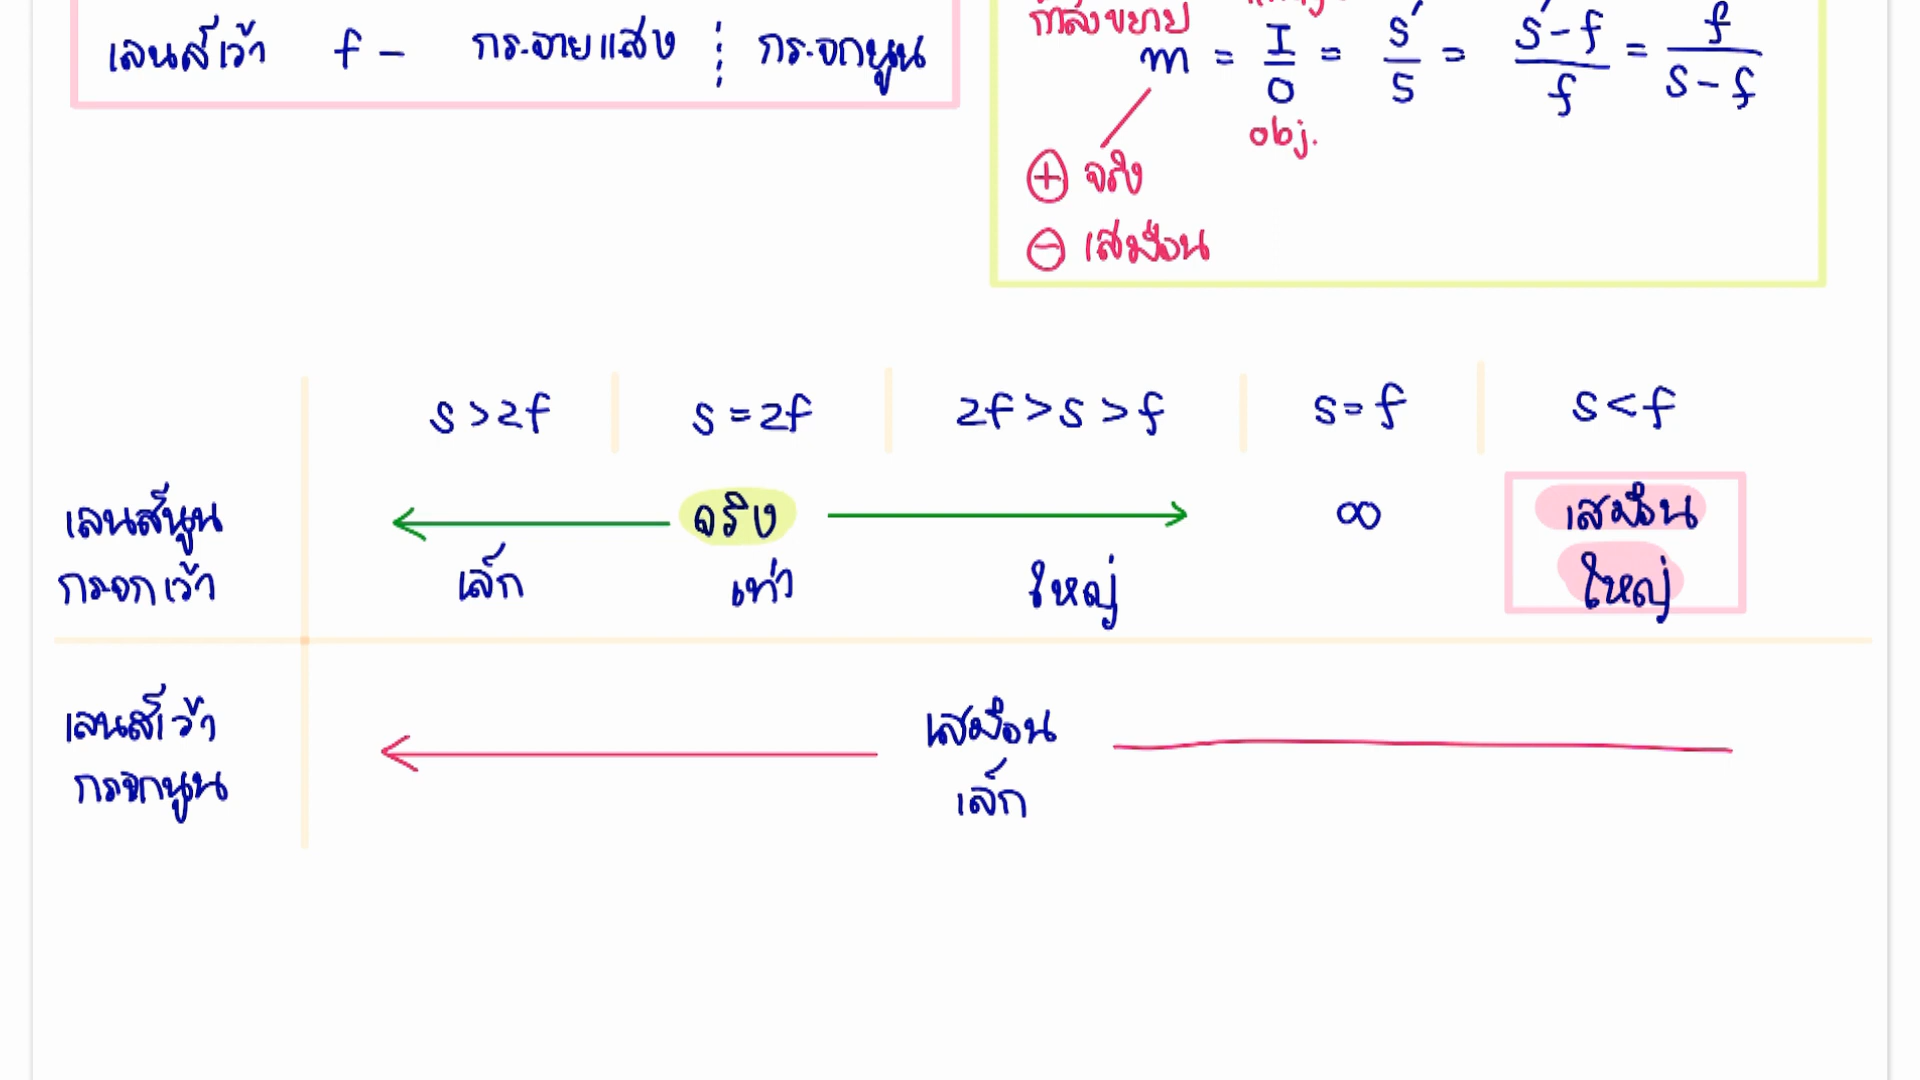 เลนส์เว้า f - กระจายแสง กระจกนูน
กำลังขยาย
m = I/O = s'/s = s'-f/f = f/s-f
obj.
⊕ จริง
⊖ เสมือน
s>2f s=2f 2f>s>f s=f s<f
เลนส์นูน จริง ∞ เสมือน
กระจกเว้า เล็ก เท่า ใหญ่ ใหญ่
เลนส์เว้า เสมือน
กระจกนูน เล็ก